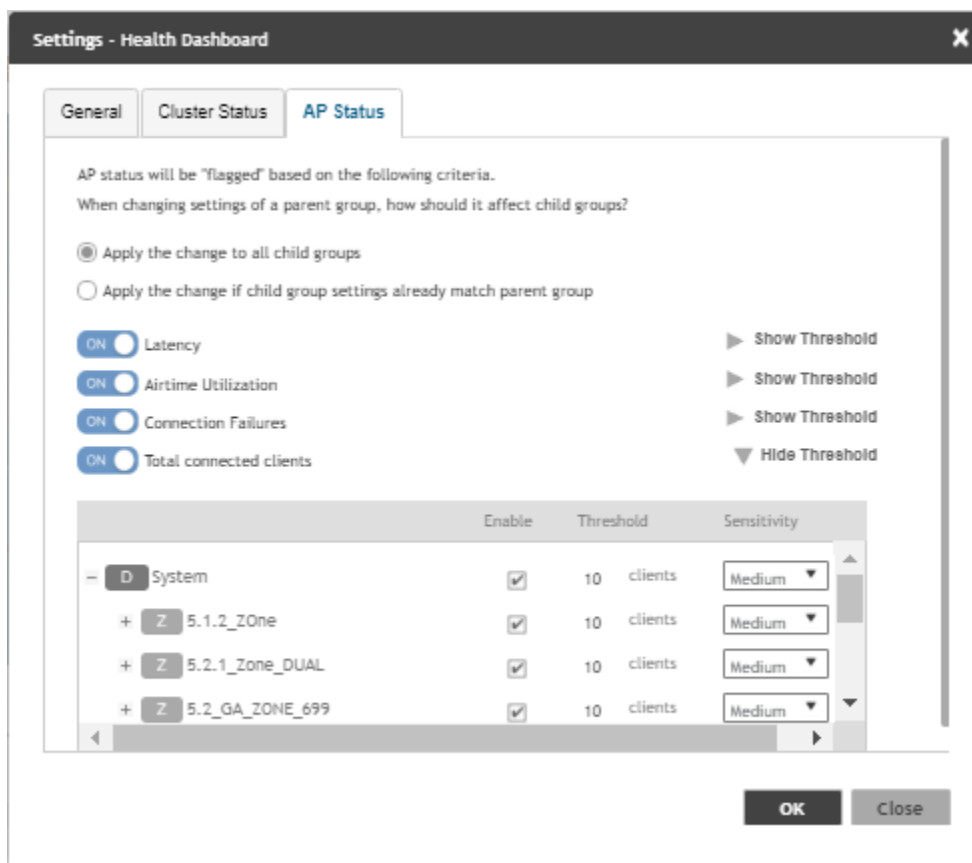 Settings - Health Dashboard
General Cluster Status AP Status
AP status will be "flagged" based on the following criteria.
When changing settings of a parent group, how should it affect child groups?
Apply the change to all child groups
Apply the change if child group settings already match parent group
ON Latency Show Threshold
ON Airtime Utilization Show Threshold
ON Connection Failures Show Threshold
ON Total connected clients Hide Threshold
Enable Threshold Sensitivity
D System 10 clients Medium
Z 5.1.2_ZOne 10 clients Medium
Z 5.2.1_Zone_DUAL 10 clients Medium
Z 5.2_GA_ZONE_699 10 clients Medium
OK Close